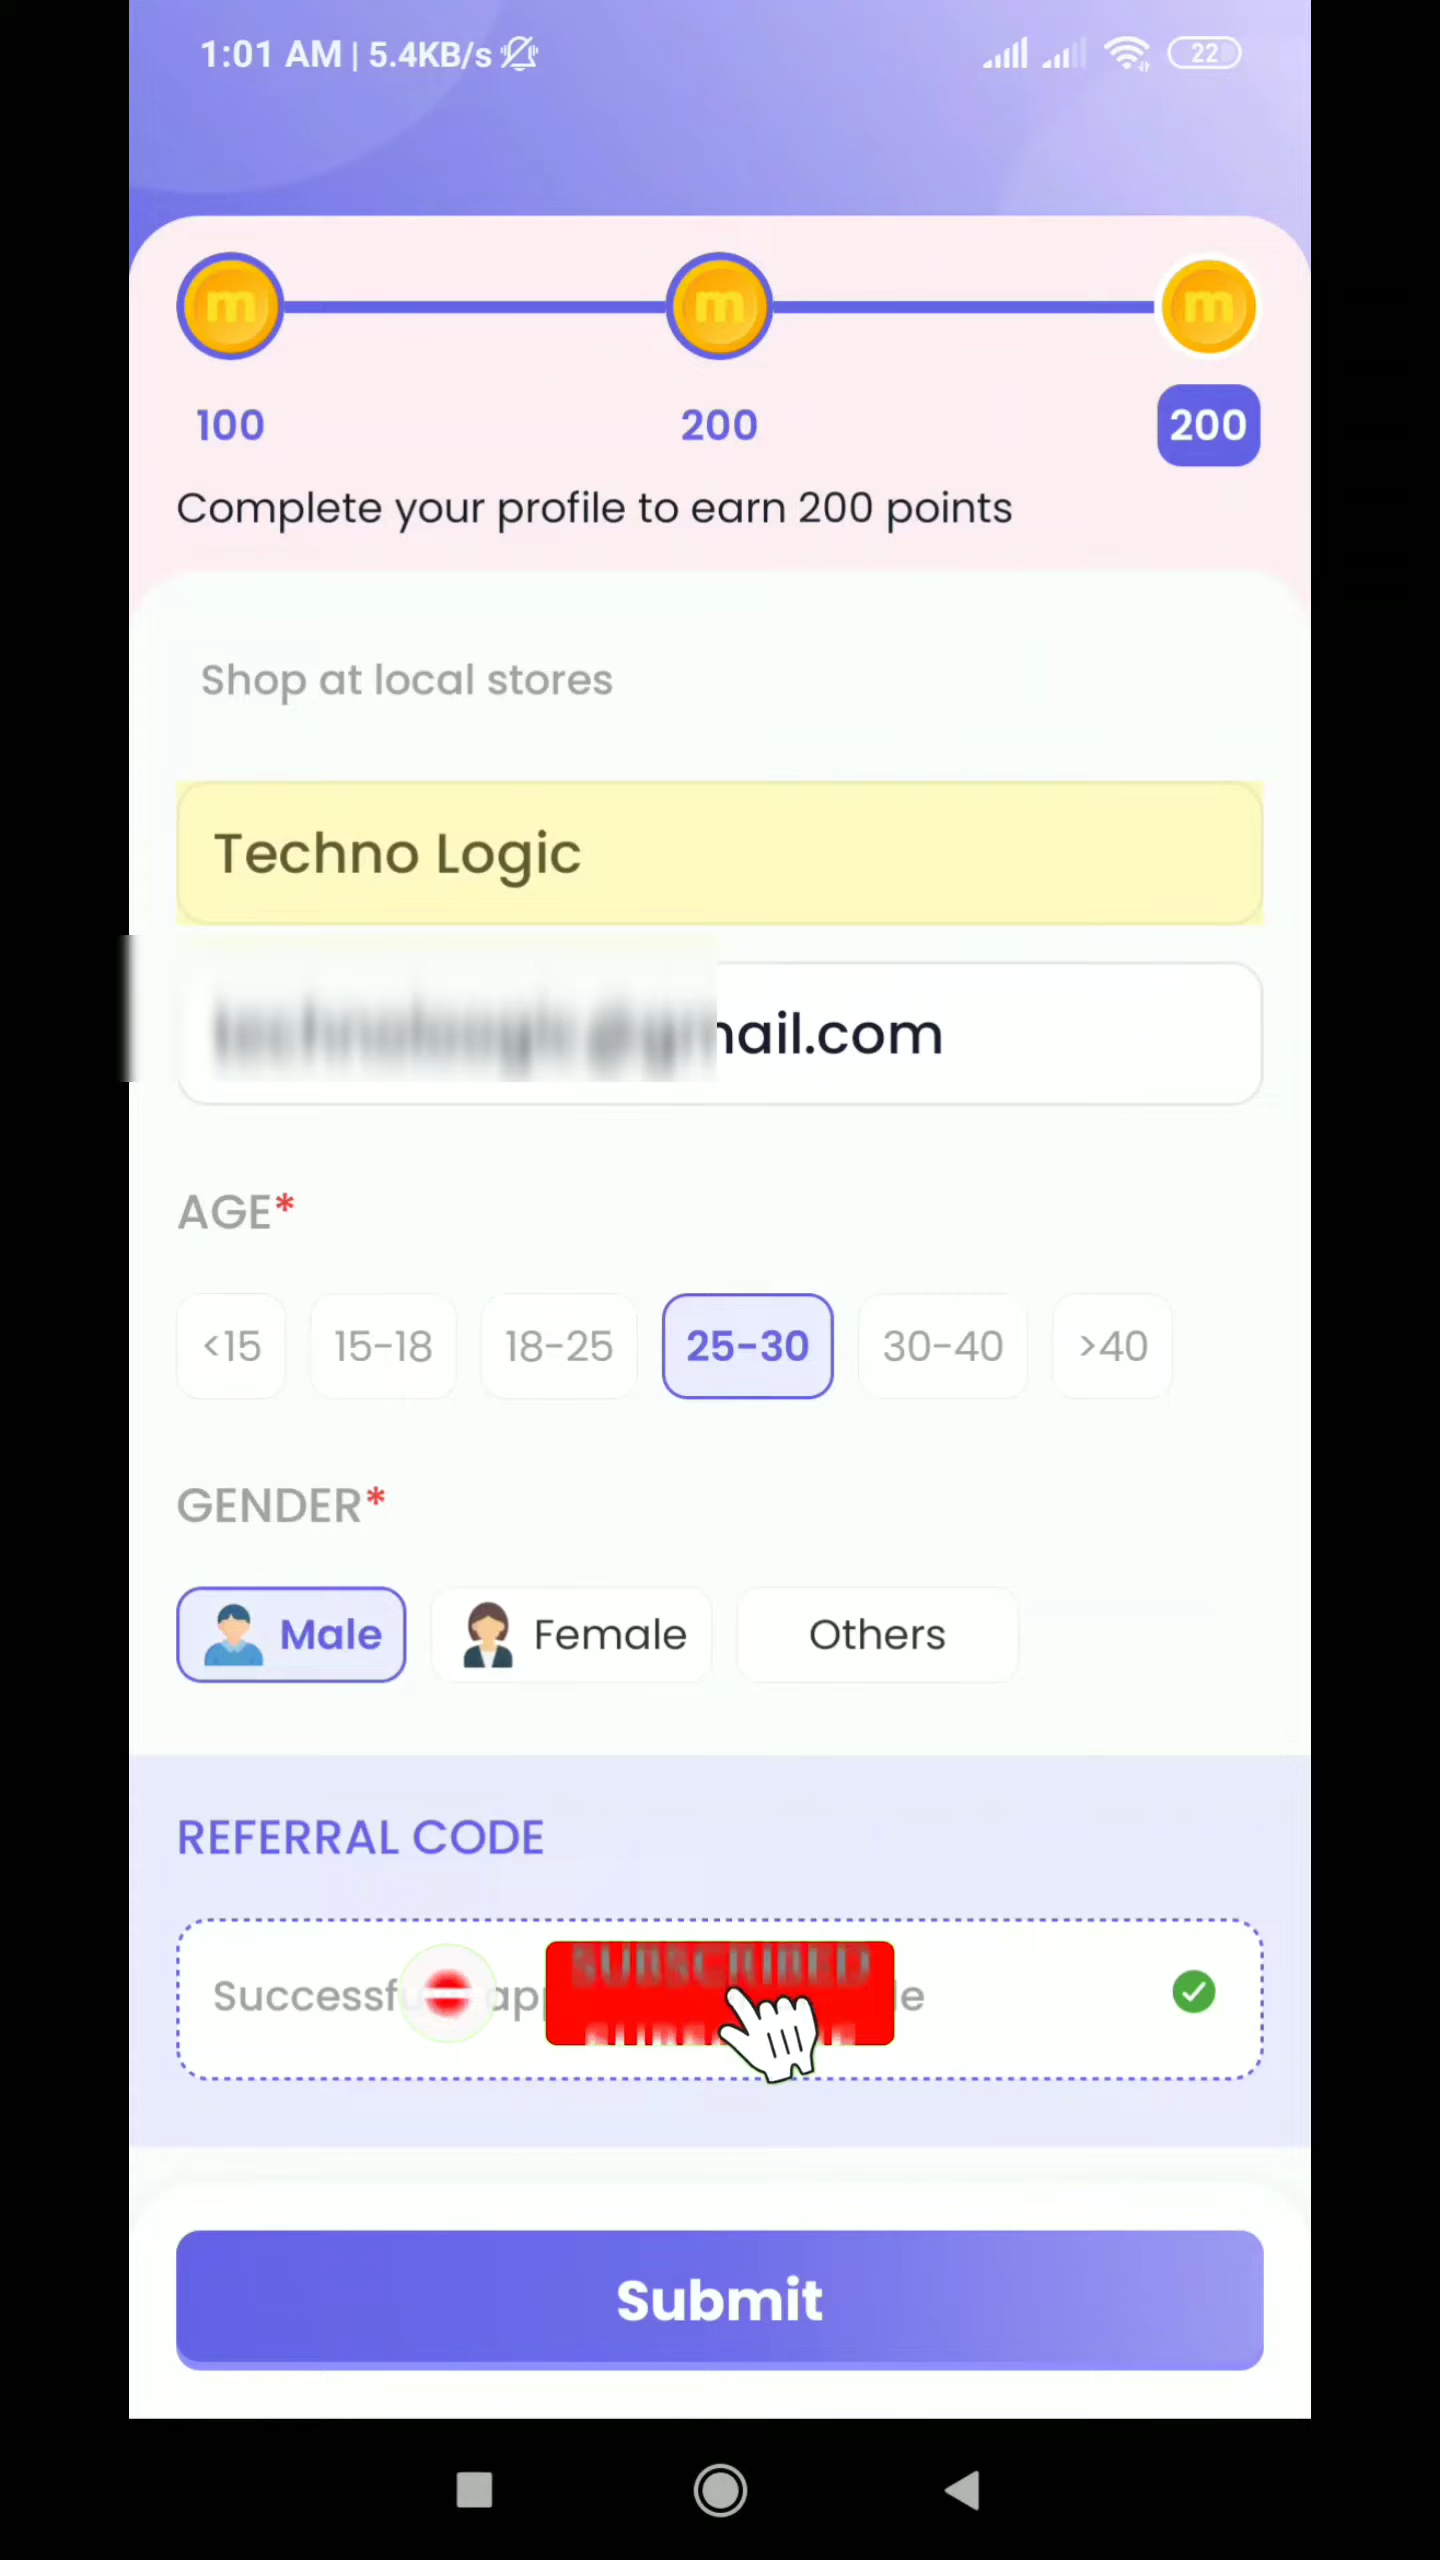 1:01 AM | 5.4KB/s
22
m m m
100 200 200
Complete your profile to earn 200 points
Shop at local stores
Techno Logic
mail.com
AGE*
<15 15-18 18-25 25-30 30-40 >40
GENDER*
Male Female Others
REFERRAL CODE
SUBSCRIBED
Submit